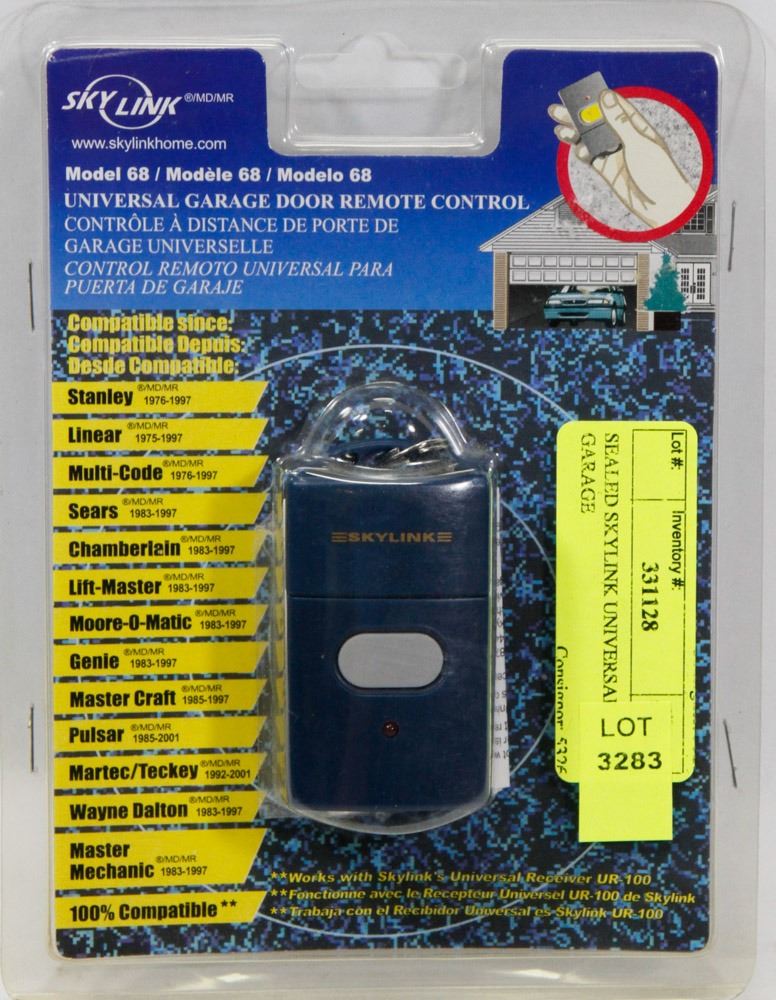 SKYLINK ®/MD/MR
www.skylinkhome.com
Model 68 / Modèle 68 / Modelo 68
UNIVERSAL GARAGE DOOR REMOTE CONTROL
CONTRÔLE À DISTANCE DE PORTE DE
GARAGE UNIVERSELLE
CONTROL REMOTO UNIVERSAL PARA
PUERTA DE GARAJE
Compatible since:
Compatible Depuis:
Desde Compatible:
Stanley ®/MD/MR 1976-1997
Linear ®/MD/MR 1975-1997
Multi-Code ®/MD/MR 1976-1997
Sears ®/MD/MR 1983-1997
Chamberlain ®/MD/MR 1983-1997
Lift-Master ®/MD/MR 1983-1997
Moore-O-Matic ®/MD/MR 1983-1997
Genie ®/MD/MR 1983-1997
Master Craft ®/MD/MR 1985-1997
Pulsar ®/MD/MR 1985-2001
Martec/Teckey ®/MD/MR 1992-2001
Wayne Dalton ®/MD/MR 1983-1997
Master
Mechanic ®/MD/MR 1983-1997
100% Compatible**
SKYLINK
Lot #: Inventory #:
331128
SEALED SKYLINK UNIVERSAL
GARAGE
Consignor: 5326
LOT
3283
**Works with Skylink's Universal Receiver UR-100
**Fonctionne avec le Recepteur Universel UR-100 de Skylink
**Trabaja con el Recibidor Universal es Skylink UR-100